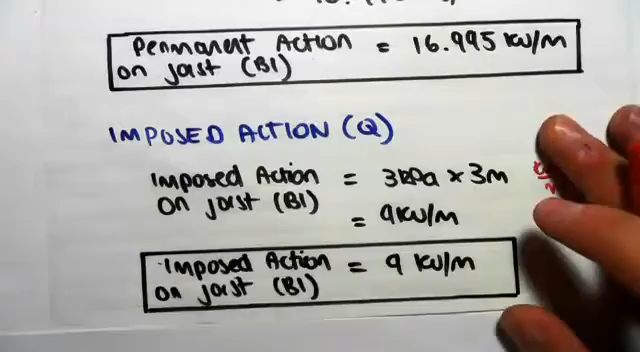 Permanent Action = 16.995 kN/m
on joist (B1)
IMPOSED ACTION (Q)
Imposed Action = 3kPa × 3m
on joist (B1)
= 9kN/m
Imposed Action = 9 kN/m
on joist (B1)